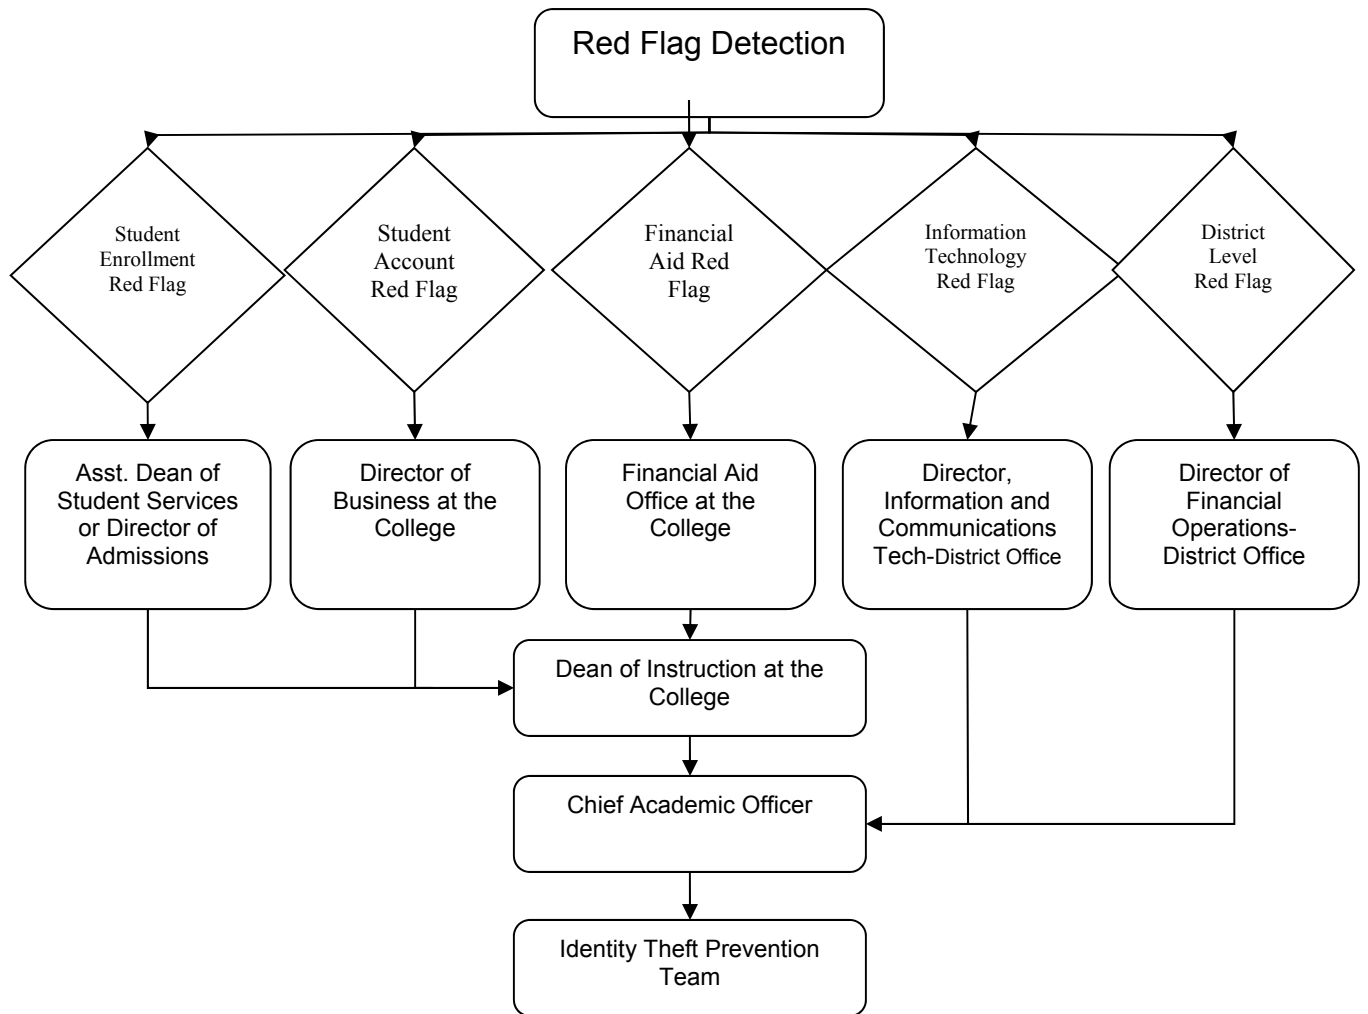 Red Flag Detection
Student
Enrollment
Red Flag
Student
Account
Red Flag
Financial
Aid Red
Flag
Information
Technology
Red Flag
District
Level
Red Flag
Asst. Dean of
Student Services
or Director of
Admissions
Director of
Business at the
College
Financial Aid
Office at the
College
Director,
Information and
Communications
Tech-District Office
Director of
Financial
Operations-
District Office
Dean of Instruction at the
College
Chief Academic Officer
Identity Theft Prevention
Team